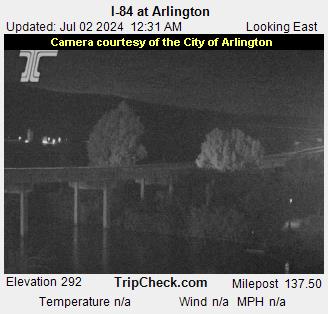 I-84 at Arlington
Updated: Jul 02 2024 12:31 AM Looking East
Camera courtesy of the City of Arlington
Elevation 292 TripCheck.com Milepost 137.50
Temperature n/a Wind n/a MPH n/a